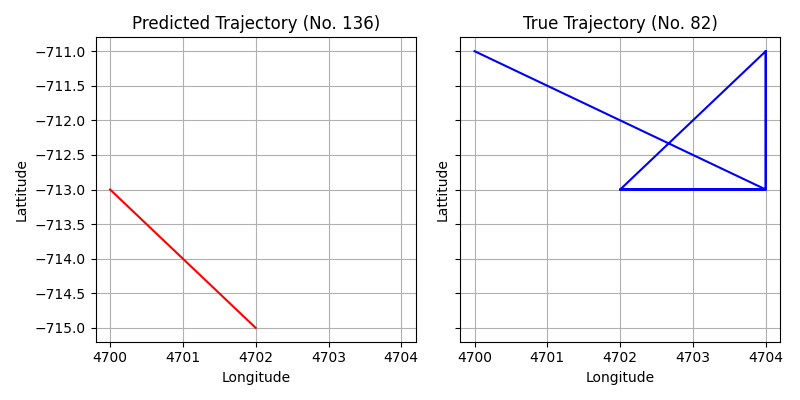 Predicted Trajectory (No. 136)
−711.0
−711.5
−712.0
−712.5
−713.0
−713.5
−714.0
−714.5
−715.0
Lattitude
4700 4701 4702 4703 4704
Longitude
True Trajectory (No. 82)
Lattitude
4700 4701 4702 4703 4704
Longitude